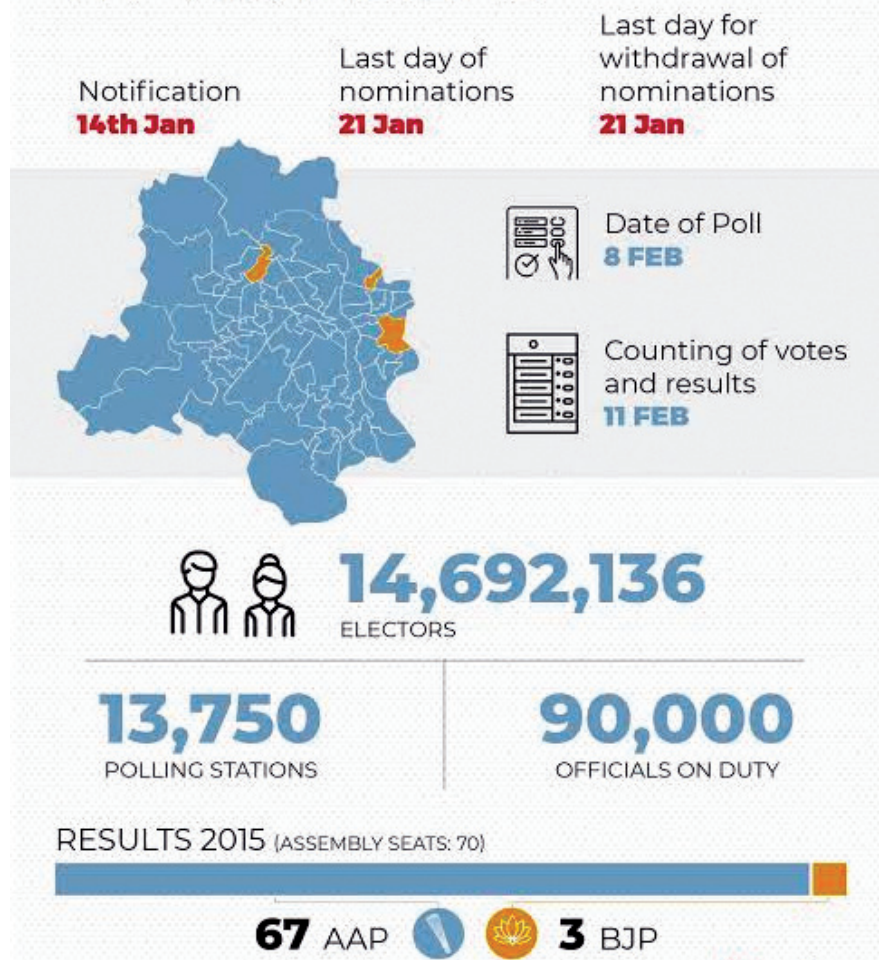 Notification
14th Jan
Last day of
nominations
21 Jan
Last day for
withdrawal of
nominations
21 Jan
Date of Poll
8 FEB
Counting of votes
and results
11 FEB
14,692,136
ELECTORS
13,750
POLLING STATIONS
90,000
OFFICIALS ON DUTY
RESULTS 2015 (ASSEMBLY SEATS: 70)
67 AAP
3 BJP